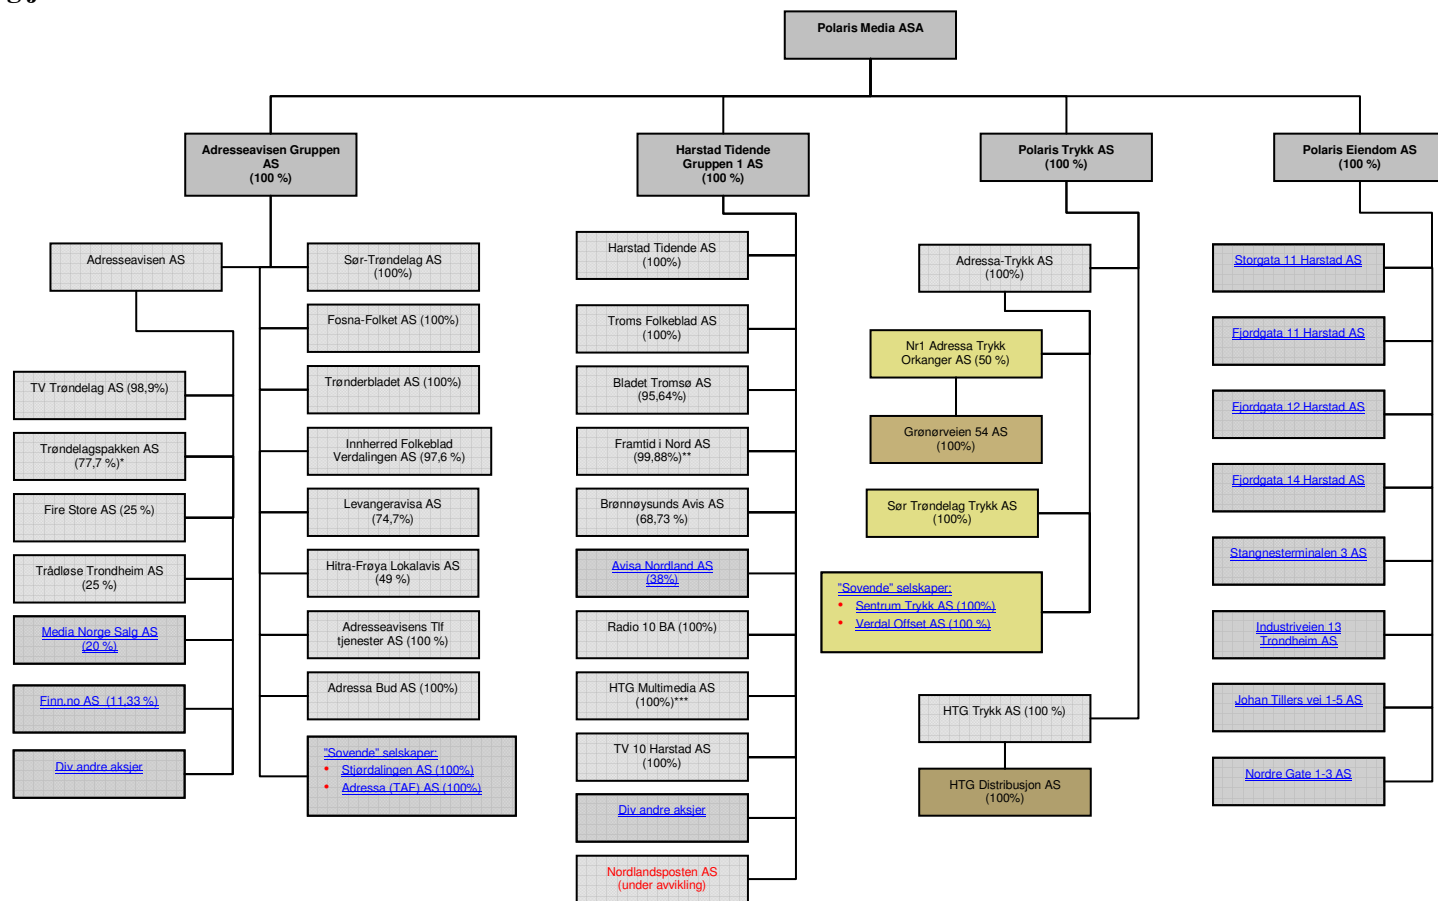 Polaris Media ASA
Adresseavisen Gruppen
AS
(100 %)
Harstad Tidende
Gruppen 1 AS
(100 %)
Polaris Trykk AS
(100 %)
Polaris Eiendom AS
(100 %)
Adresseavisen AS
TV Trøndelag AS (98,9%)
Trøndelagspakken AS
(77,7 %)*
Fire Store AS (25 %)
Trådløse Trondheim AS
(25 %)
Media Norge Salg AS
(20 %)
Finn.no AS (11,33 %)
Div andre aksjer
Sør-Trøndelag AS
(100%)
Fosna-Folket AS (100%)
Trønderbladet AS (100%)
Innherred Folkeblad
Verdalingen AS (97,6 %)
Levangeravisa AS
(74,7%)
Hitra-Frøya Lokalavis AS
(49 %)
Adresseavisens Tlf
tjenester AS (100 %)
Adressa Bud AS (100%)
"Sovende" selskaper:
• Stjørdalingen AS (100%)
• Adressa (TAF) AS (100%)
Harstad Tidende AS
(100%)
Troms Folkeblad AS
(100%)
Bladet Tromsø AS
(95,64%)
Framtid i Nord AS
(99,88%)**
Brønnøysunds Avis AS
(68,73 %)
Avisa Nordland AS
(38%)
Radio 10 BA (100%)
HTG Multimedia AS
(100%)***
TV 10 Harstad AS
(100%)
Div andre aksjer
Nordlandsposten AS
(under avvikling)
Adressa-Trykk AS
(100%)
Nr1 Adressa Trykk
Orkanger AS (50 %)
Grønørveien 54 AS
(100%)
Sør Trøndelag Trykk AS
(100%)
"Sovende" selskaper:
• Sentrum Trykk AS (100%)
• Verdal Offset AS (100 %)
HTG Trykk AS (100 %)
HTG Distribusjon AS
(100%)
Storgata 11 Harstad AS
Fjordgata 11 Harstad AS
Fjordgata 12 Harstad AS
Fjordgata 14 Harstad AS
Stangnesterminalen 3 AS
Industriveien 13
Trondheim AS
Johan Tillers vei 1-5 AS
Nordre Gate 1-3 AS